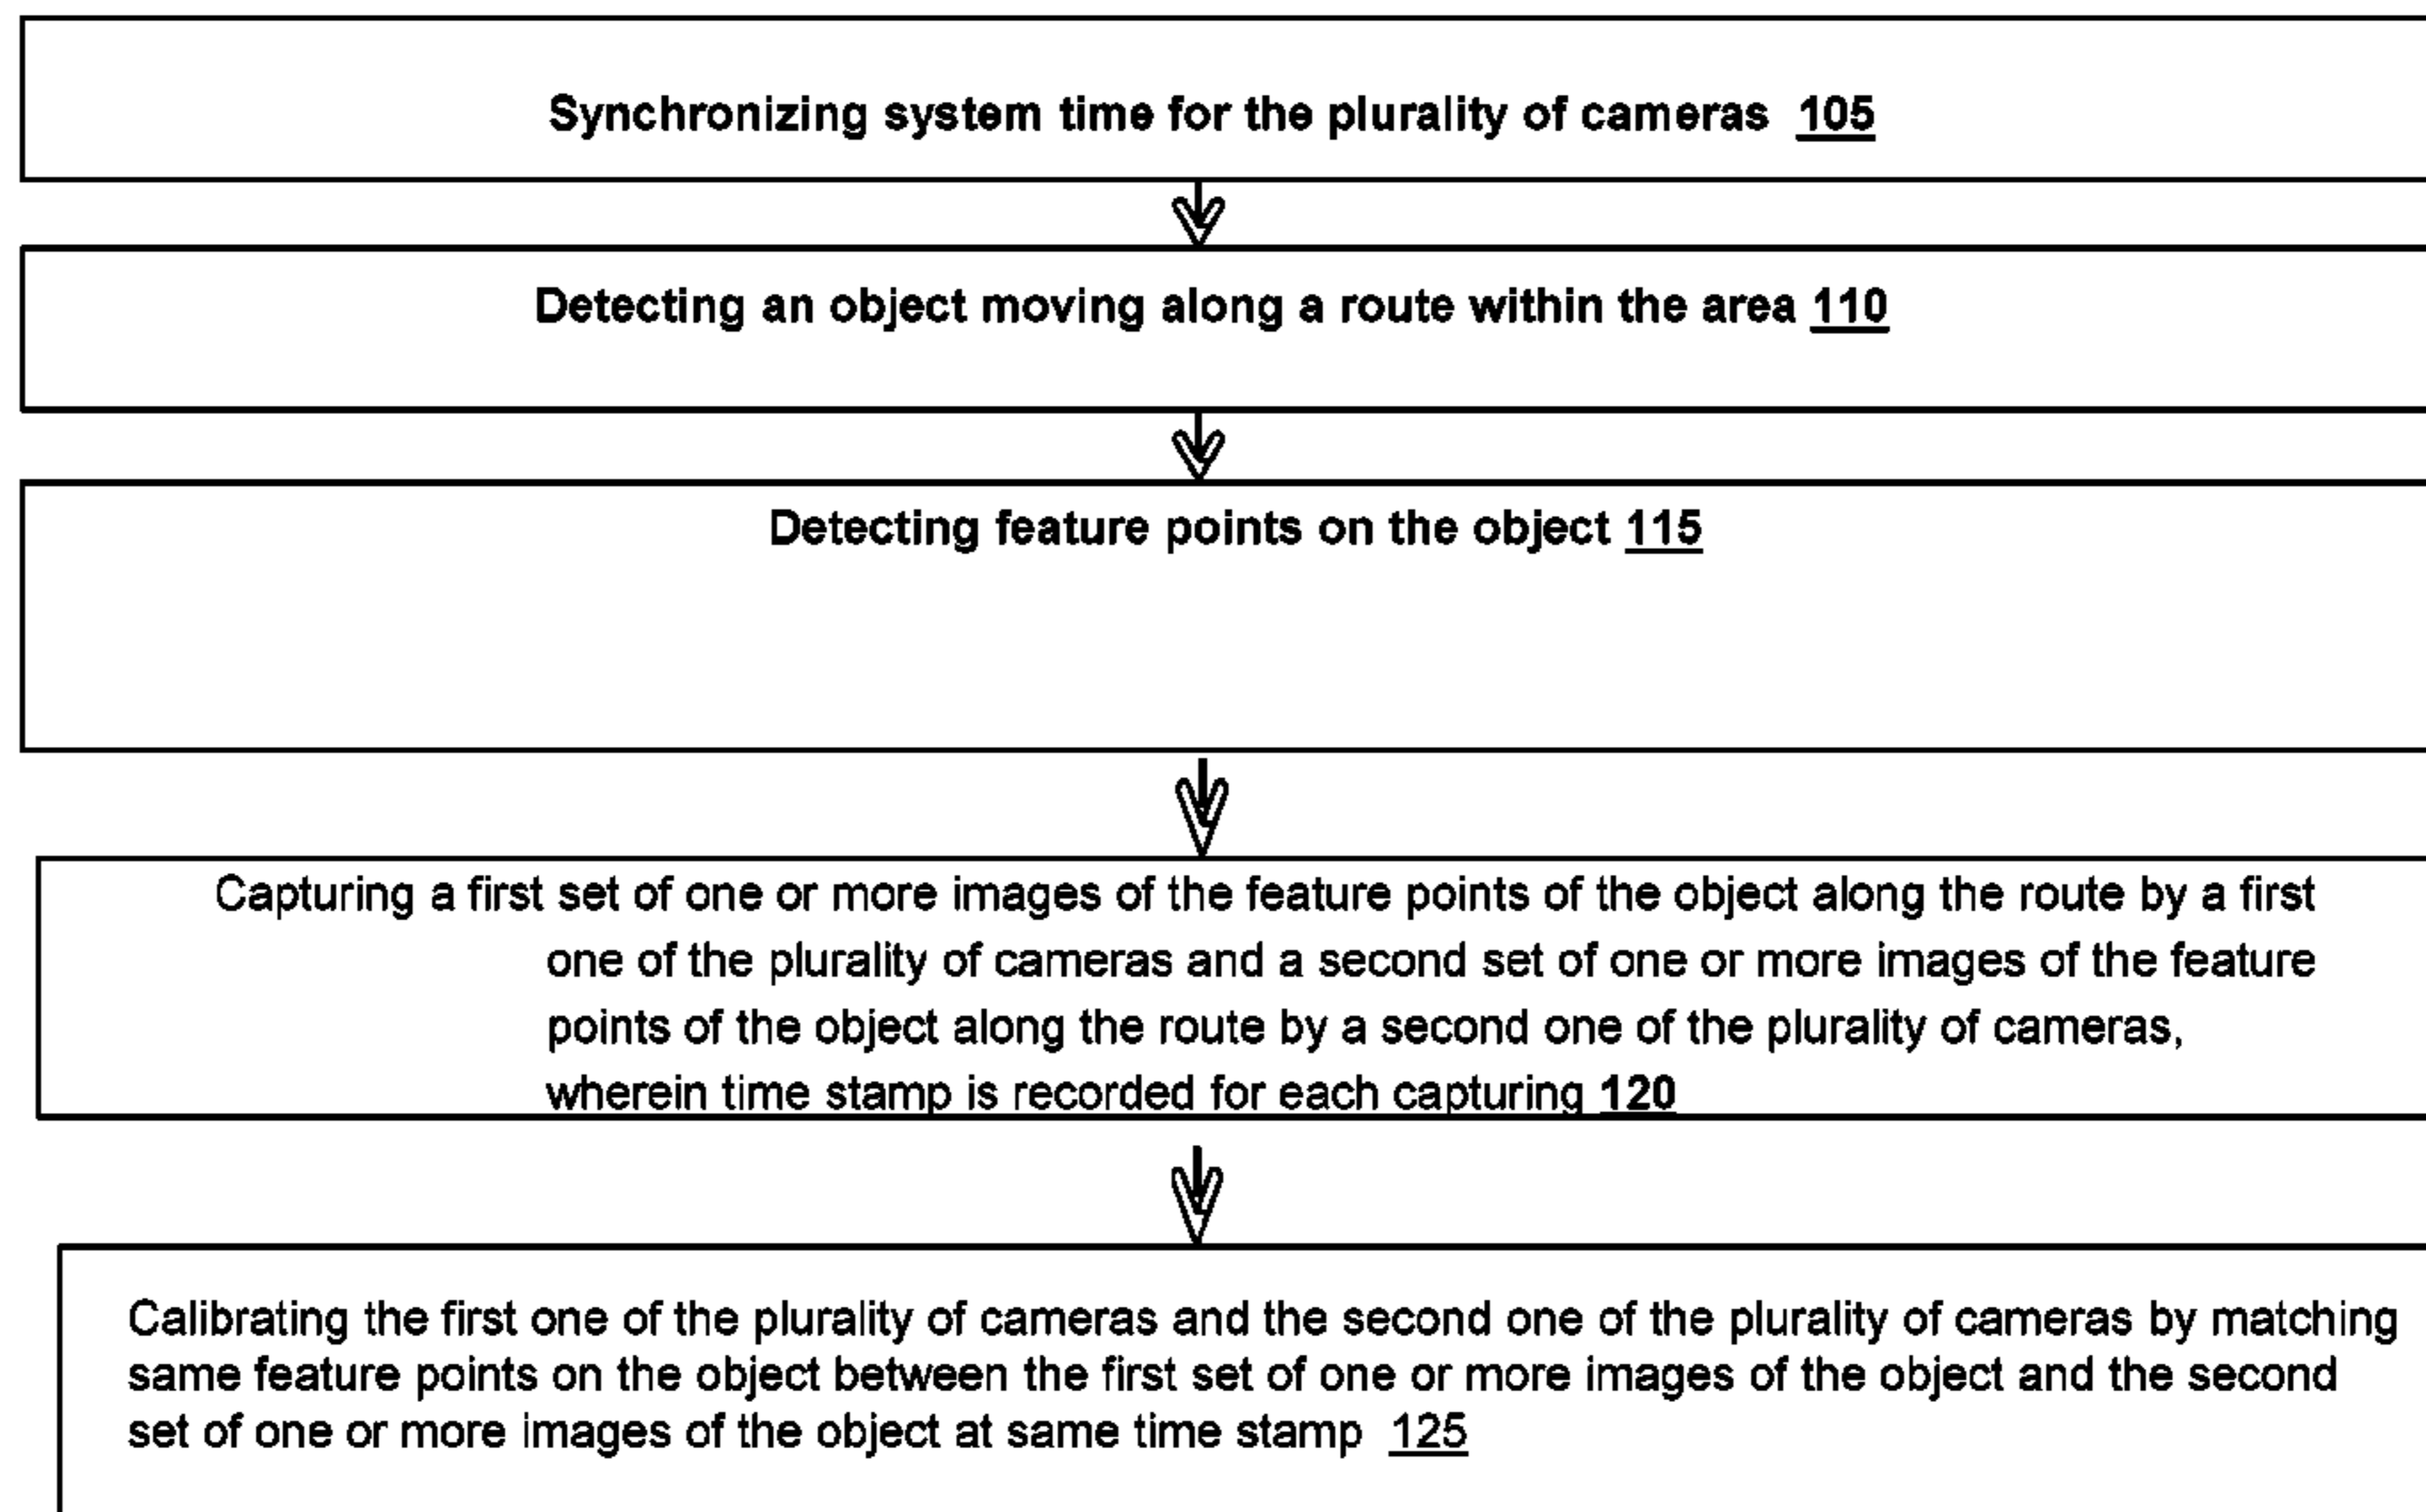 Synchronizing system time for the plurality of cameras 105
Detecting an object moving along a route within the area 110
Detecting feature points on the object 115
Capturing a first set of one or more images of the feature points of the object along the route by a first
one of the plurality of cameras and a second set of one or more images of the feature
points of the object along the route by a second one of the plurality of cameras,
wherein time stamp is recorded for each capturing 120
Calibrating the first one of the plurality of cameras and the second one of the plurality of cameras by matching
same feature points on the object between the first set of one or more images of the object and the second
set of one or more images of the object at same time stamp 125